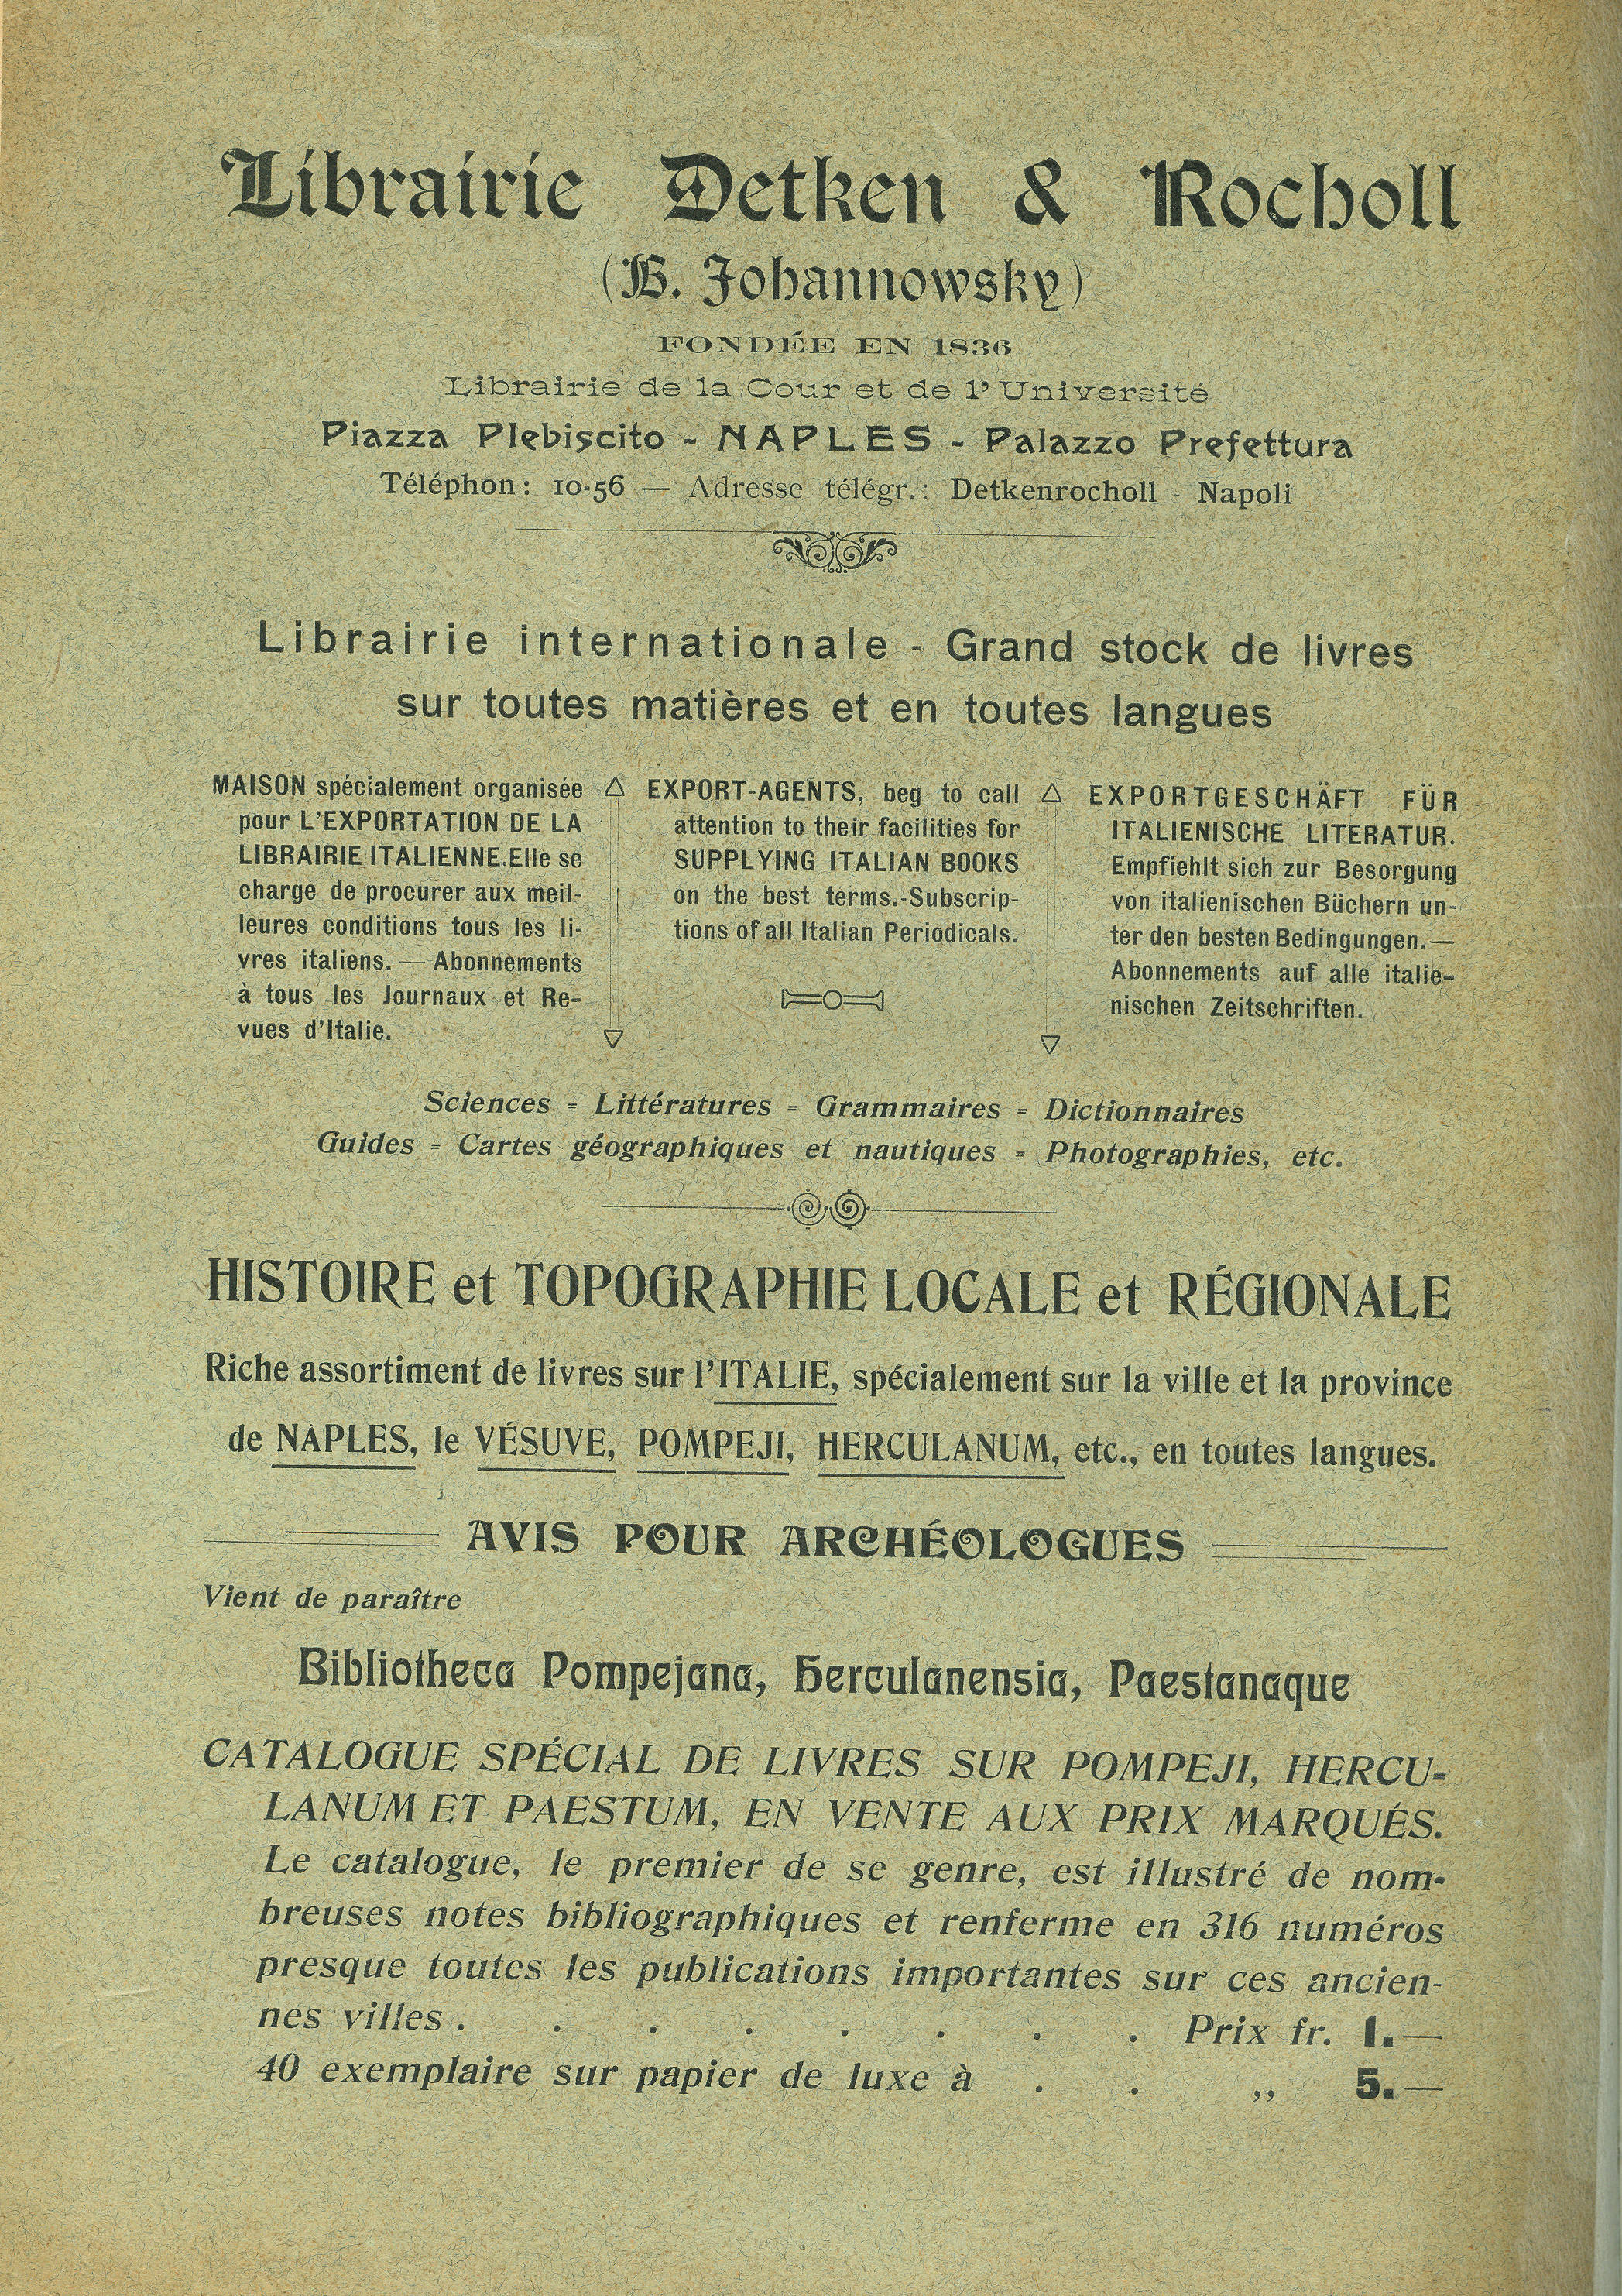 Librairie Detken & Rocholl
(B. Johannowsky)
FONDÉE EN 1836
Librairie de la Cour et de l'Université
Piazza Plebiscito - NAPLES - Palazzo Prefettura
Téléphon: 10-56 — Adresse télégr.: Detkenrocholl - Napoli
Librairie internationale - Grand stock de livres
sur toutes matières et en toutes langues
MAISON spécialement organisée
pour L'EXPORTATION DE LA
LIBRAIRIE ITALIENNE.Elle se
charge de procurer aux meil-
leures conditions tous les li-
vres italiens. — Abonnements
à tous les Journaux et Re-
vues d'Italie.
EXPORT-AGENTS, beg to call
attention to their facilities for
SUPPLYING ITALIAN BOOKS
on the best terms.-Subscrip-
tions of all Italian Periodicals.
EXPORTGESCHÄFT FÜR
ITALIENISCHE LITERATUR.
Empfiehlt sich zur Besorgung
von italienischen Büchern un-
ter den besten Bedingungen.—
Abonnements auf alle italie-
nischen Zeitschriften.
Sciences = Littératures = Grammaires = Dictionnaires
Guides = Cartes géographiques et nautiques = Photographies, etc.
HISTOIRE et TOPOGRAPHIE LOCALE et RÉGIONALE
Riche assortiment de livres sur l'ITALIE, spécialement sur la ville et la province
de NAPLES, le VÉSUVE, POMPEJI, HERCULANUM, etc., en toutes langues.
AVIS POUR ARCHÉOLOGUES
Vient de paraître
Bibliotheca Pompejana, Herculanensia, Paestanaque
CATALOGUE SPÉCIAL DE LIVRES SUR POMPEJI, HERCU=
LANUM ET PAESTUM, EN VENTE AUX PRIX MARQUÉS.
Le catalogue, le premier de se genre, est illustré de nom-
breuses notes bibliographiques et renferme en 316 numéros
presque toutes les publications importantes sur ces ancien-
nes villes . . . . . . . . Prix fr. 1.—
40 exemplaire sur papier de luxe à . . ,, 5.—